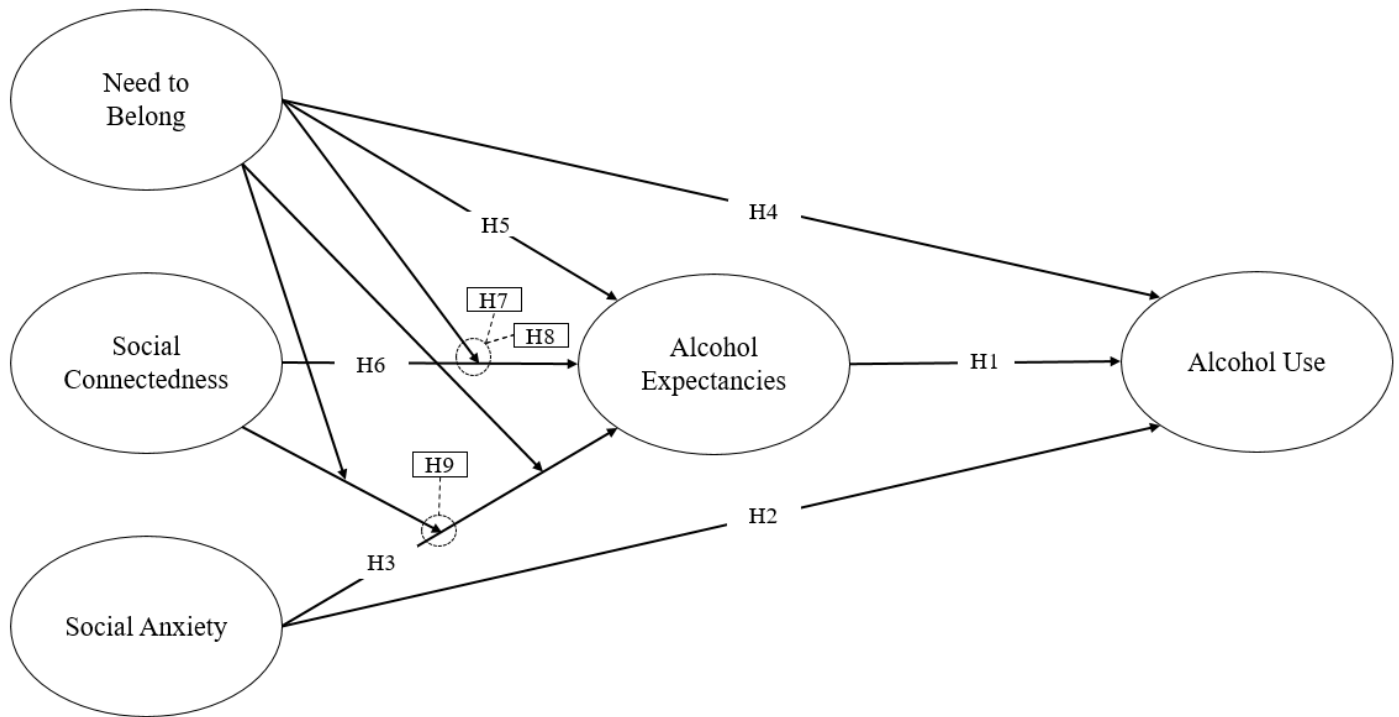 Need to
Belong
H4
H5
H7
H8
Social
Connectedness
H6
Alcohol
Expectancies
H1
Alcohol Use
H9
H2
H3
Social Anxiety